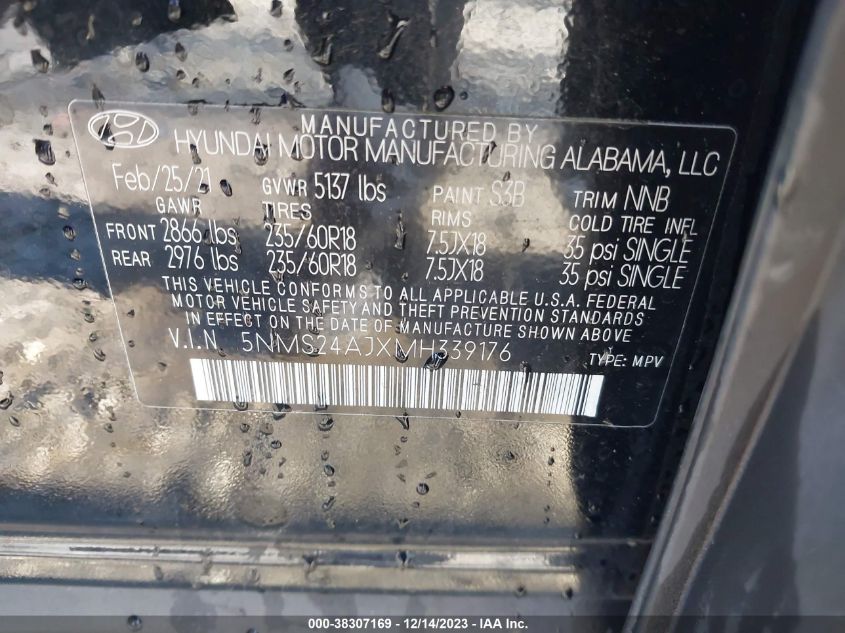 MANUFACTURED BY
HYUNDAI MOTOR MANUFACTURING ALABAMA, LLC
Feb/25/21 GVWR 5137 lbs PAINT S3B TRIM NNB
GAWR TIRES RIMS COLD TIRE INFL
FRONT 2866 lbs 235/60R18 7.5JX18 35 psi SINGLE
REAR 2976 lbs 235/60R18 7.5JX18 35 psi SINGLE
THIS VEHICLE CONFORMS TO ALL APPLICABLE U.S.A. FEDERAL
MOTOR VEHICLE SAFETY AND THEFT PREVENTION STANDARDS
IN EFFECT ON THE DATE OF MANUFACTURE SHOWN ABOVE
V.I.N. 5NMS24AJXMH339176 TYPE: MPV
000-38307169 - 12/14/2023 - © IAA Inc.